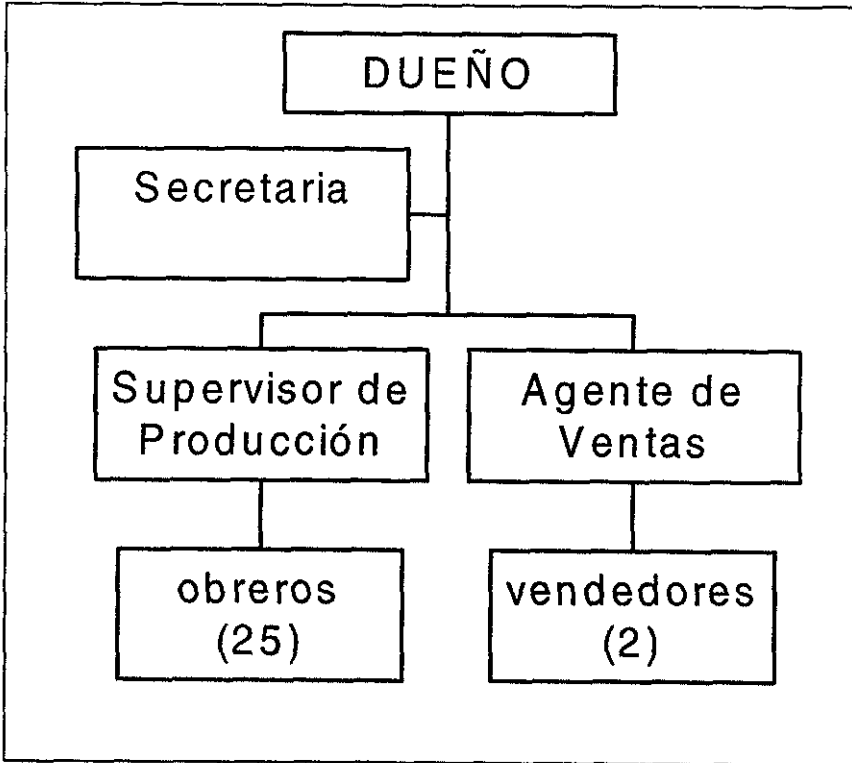 DUEÑO
Secretaria
Supervisor de
Producción
Agente de
Ventas
obreros
(25)
vendedores
(2)